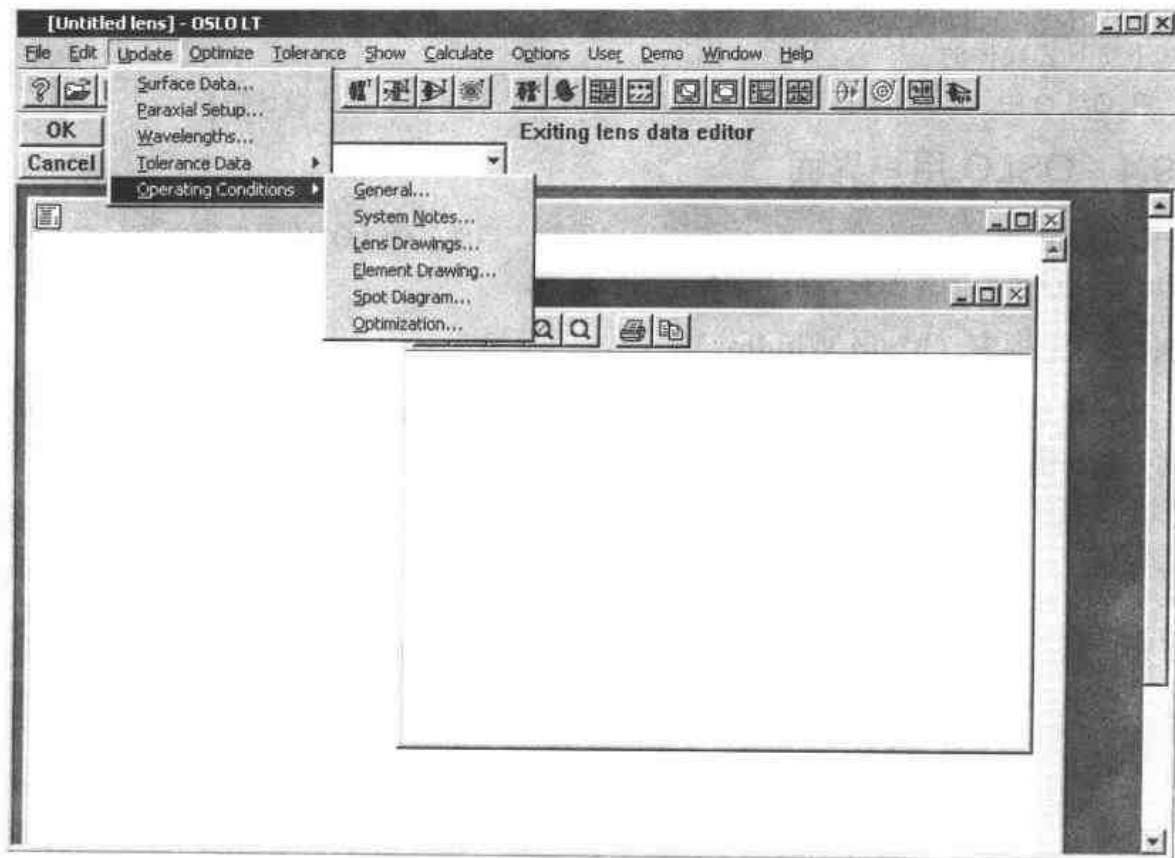 [Untitled lens] - OSLO LT
File Edit Update Optimize Tolerance Show Calculate Options User Demo Window Help
Surface Data...
Paraxial Setup...
OK
Wavelengths...
Exiting lens data editor
Cancel
Tolerance Data
Operating Conditions
General...
System Notes...
Lens Drawings...
Element Drawing...
Spot Diagram...
Optimization...